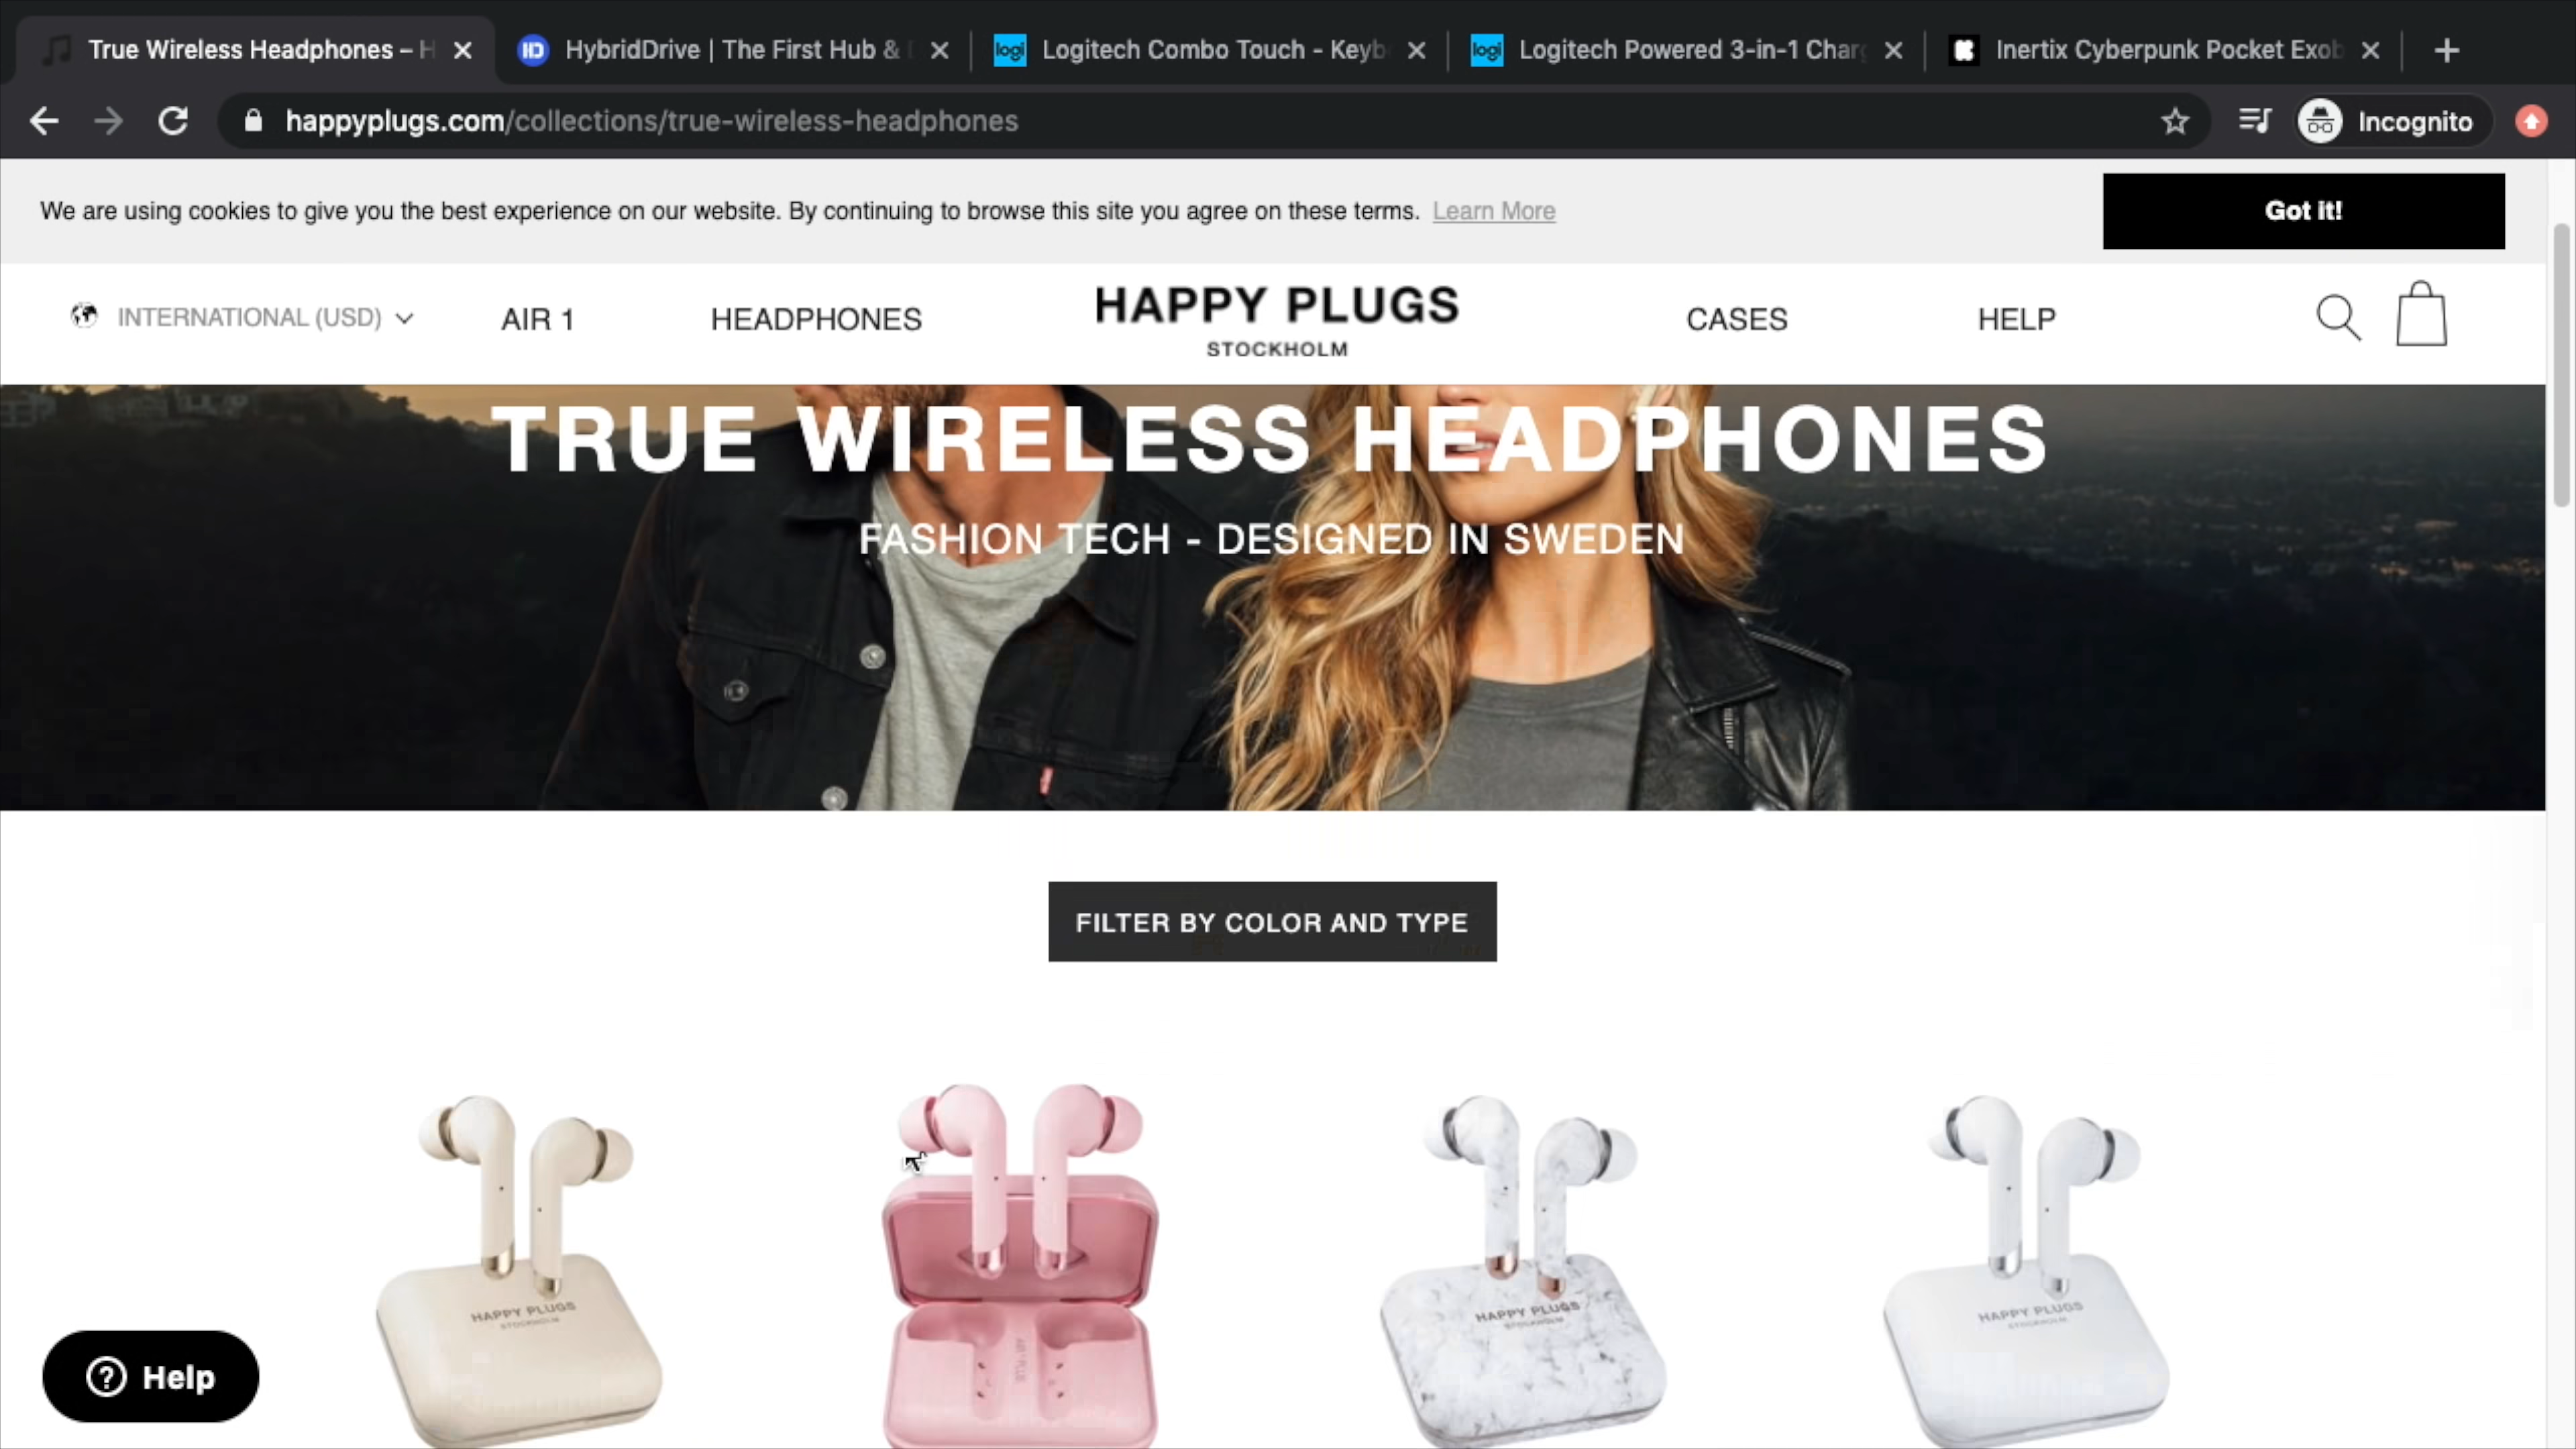 True Wireless Headphones – H
HybridDrive | The First Hub &
Logitech Combo Touch - Keyb
Logitech Powered 3-in-1 Char
Inertix Cyberpunk Pocket Exob
happyplugs.com/collections/true-wireless-headphones
Incognito
We are using cookies to give you the best experience on our website. By continuing to browse this site you agree on these terms. Learn More
Got it!
INTERNATIONAL (USD)
AIR 1
HEADPHONES
HAPPY PLUGS
STOCKHOLM
CASES
HELP
TRUE WIRELESS HEADPHONES
FASHION TECH - DESIGNED IN SWEDEN
FILTER BY COLOR AND TYPE
HAPPY PLUGS
STOCKHOLM
HAPPY PLUGS
STOCKHOLM
HAPPY PLUGS
STOCKHOLM
Help